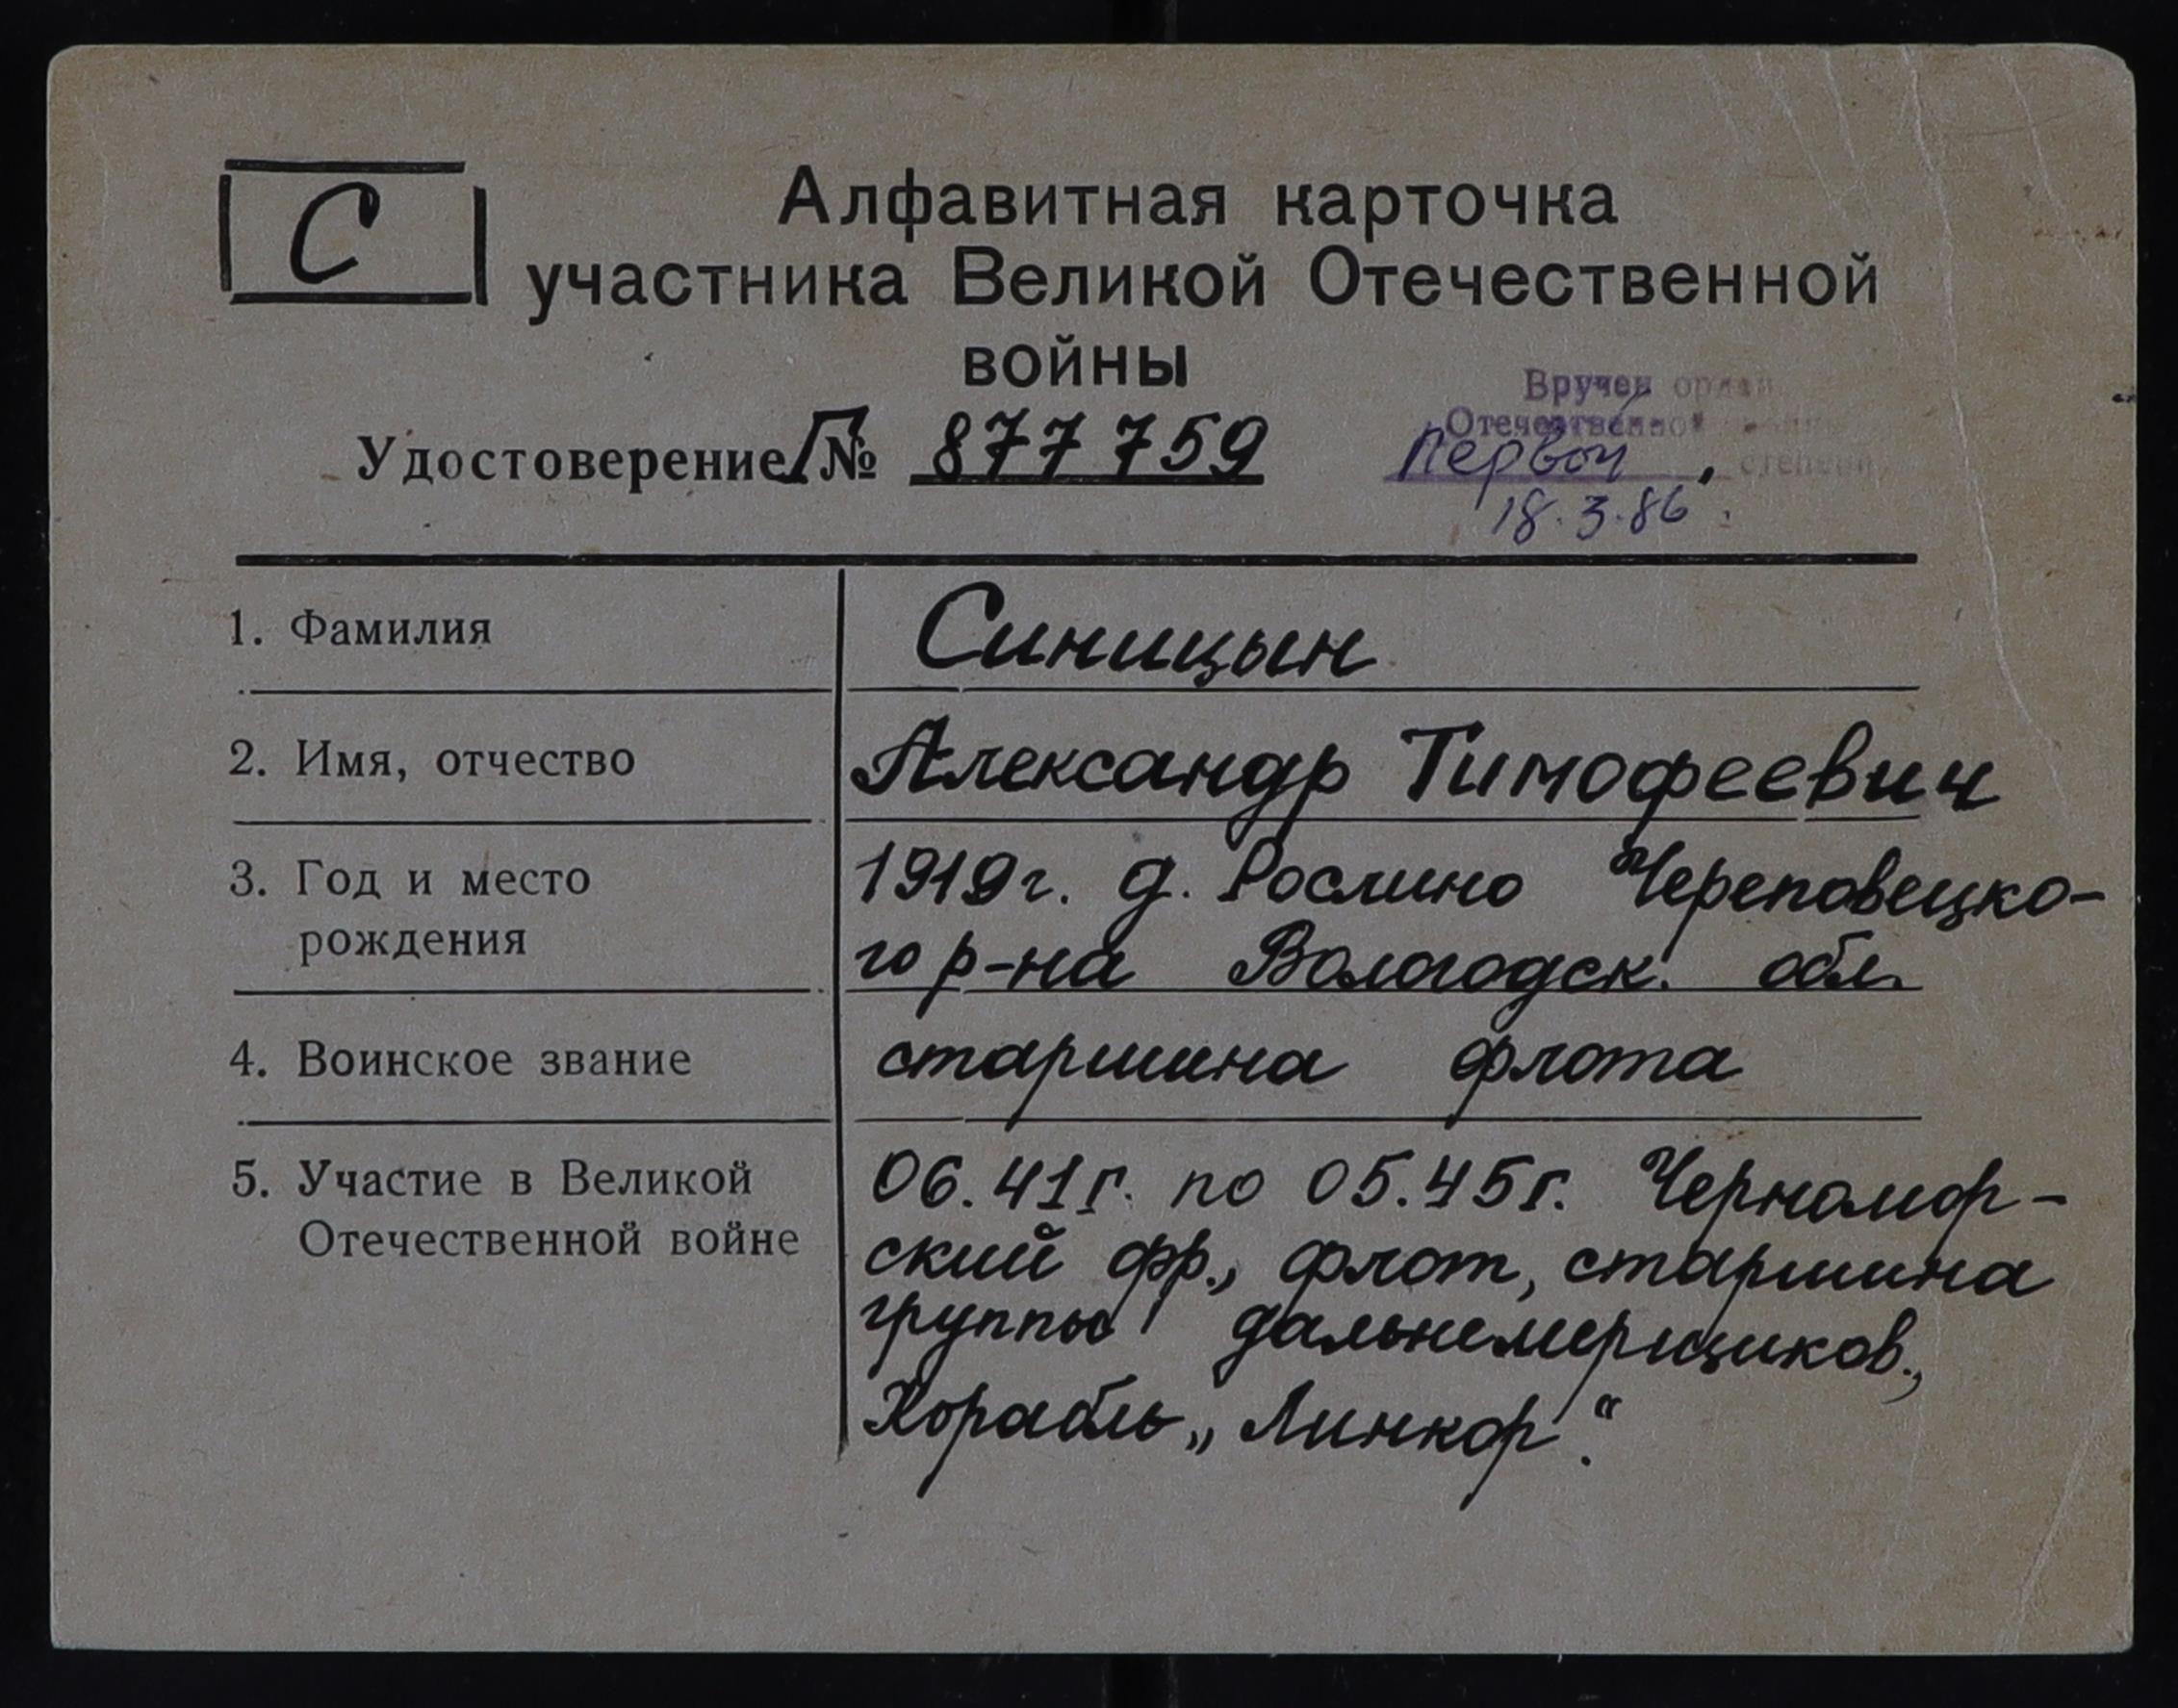 С
Алфавитная карточка
участника Великой Отечественной
войны
Вручен орден
Отечественной войны
Удостоверение Г № 877759
первой степени
18.3.86.
1. Фамилия
Синицын
2. Имя, отчество
Александр Тимофеевич
3. Год и место
рождения
1919г. д. Рослино Череповецко-
го р-на Вологодск. обл.
4. Воинское звание
старшина флота
5. Участие в Великой
Отечественной войне
06.41г. по 05.45г. Черномор-
ский фр., флот, старшина
группы дальнемерщиков.,
Корабль „Линкор“.